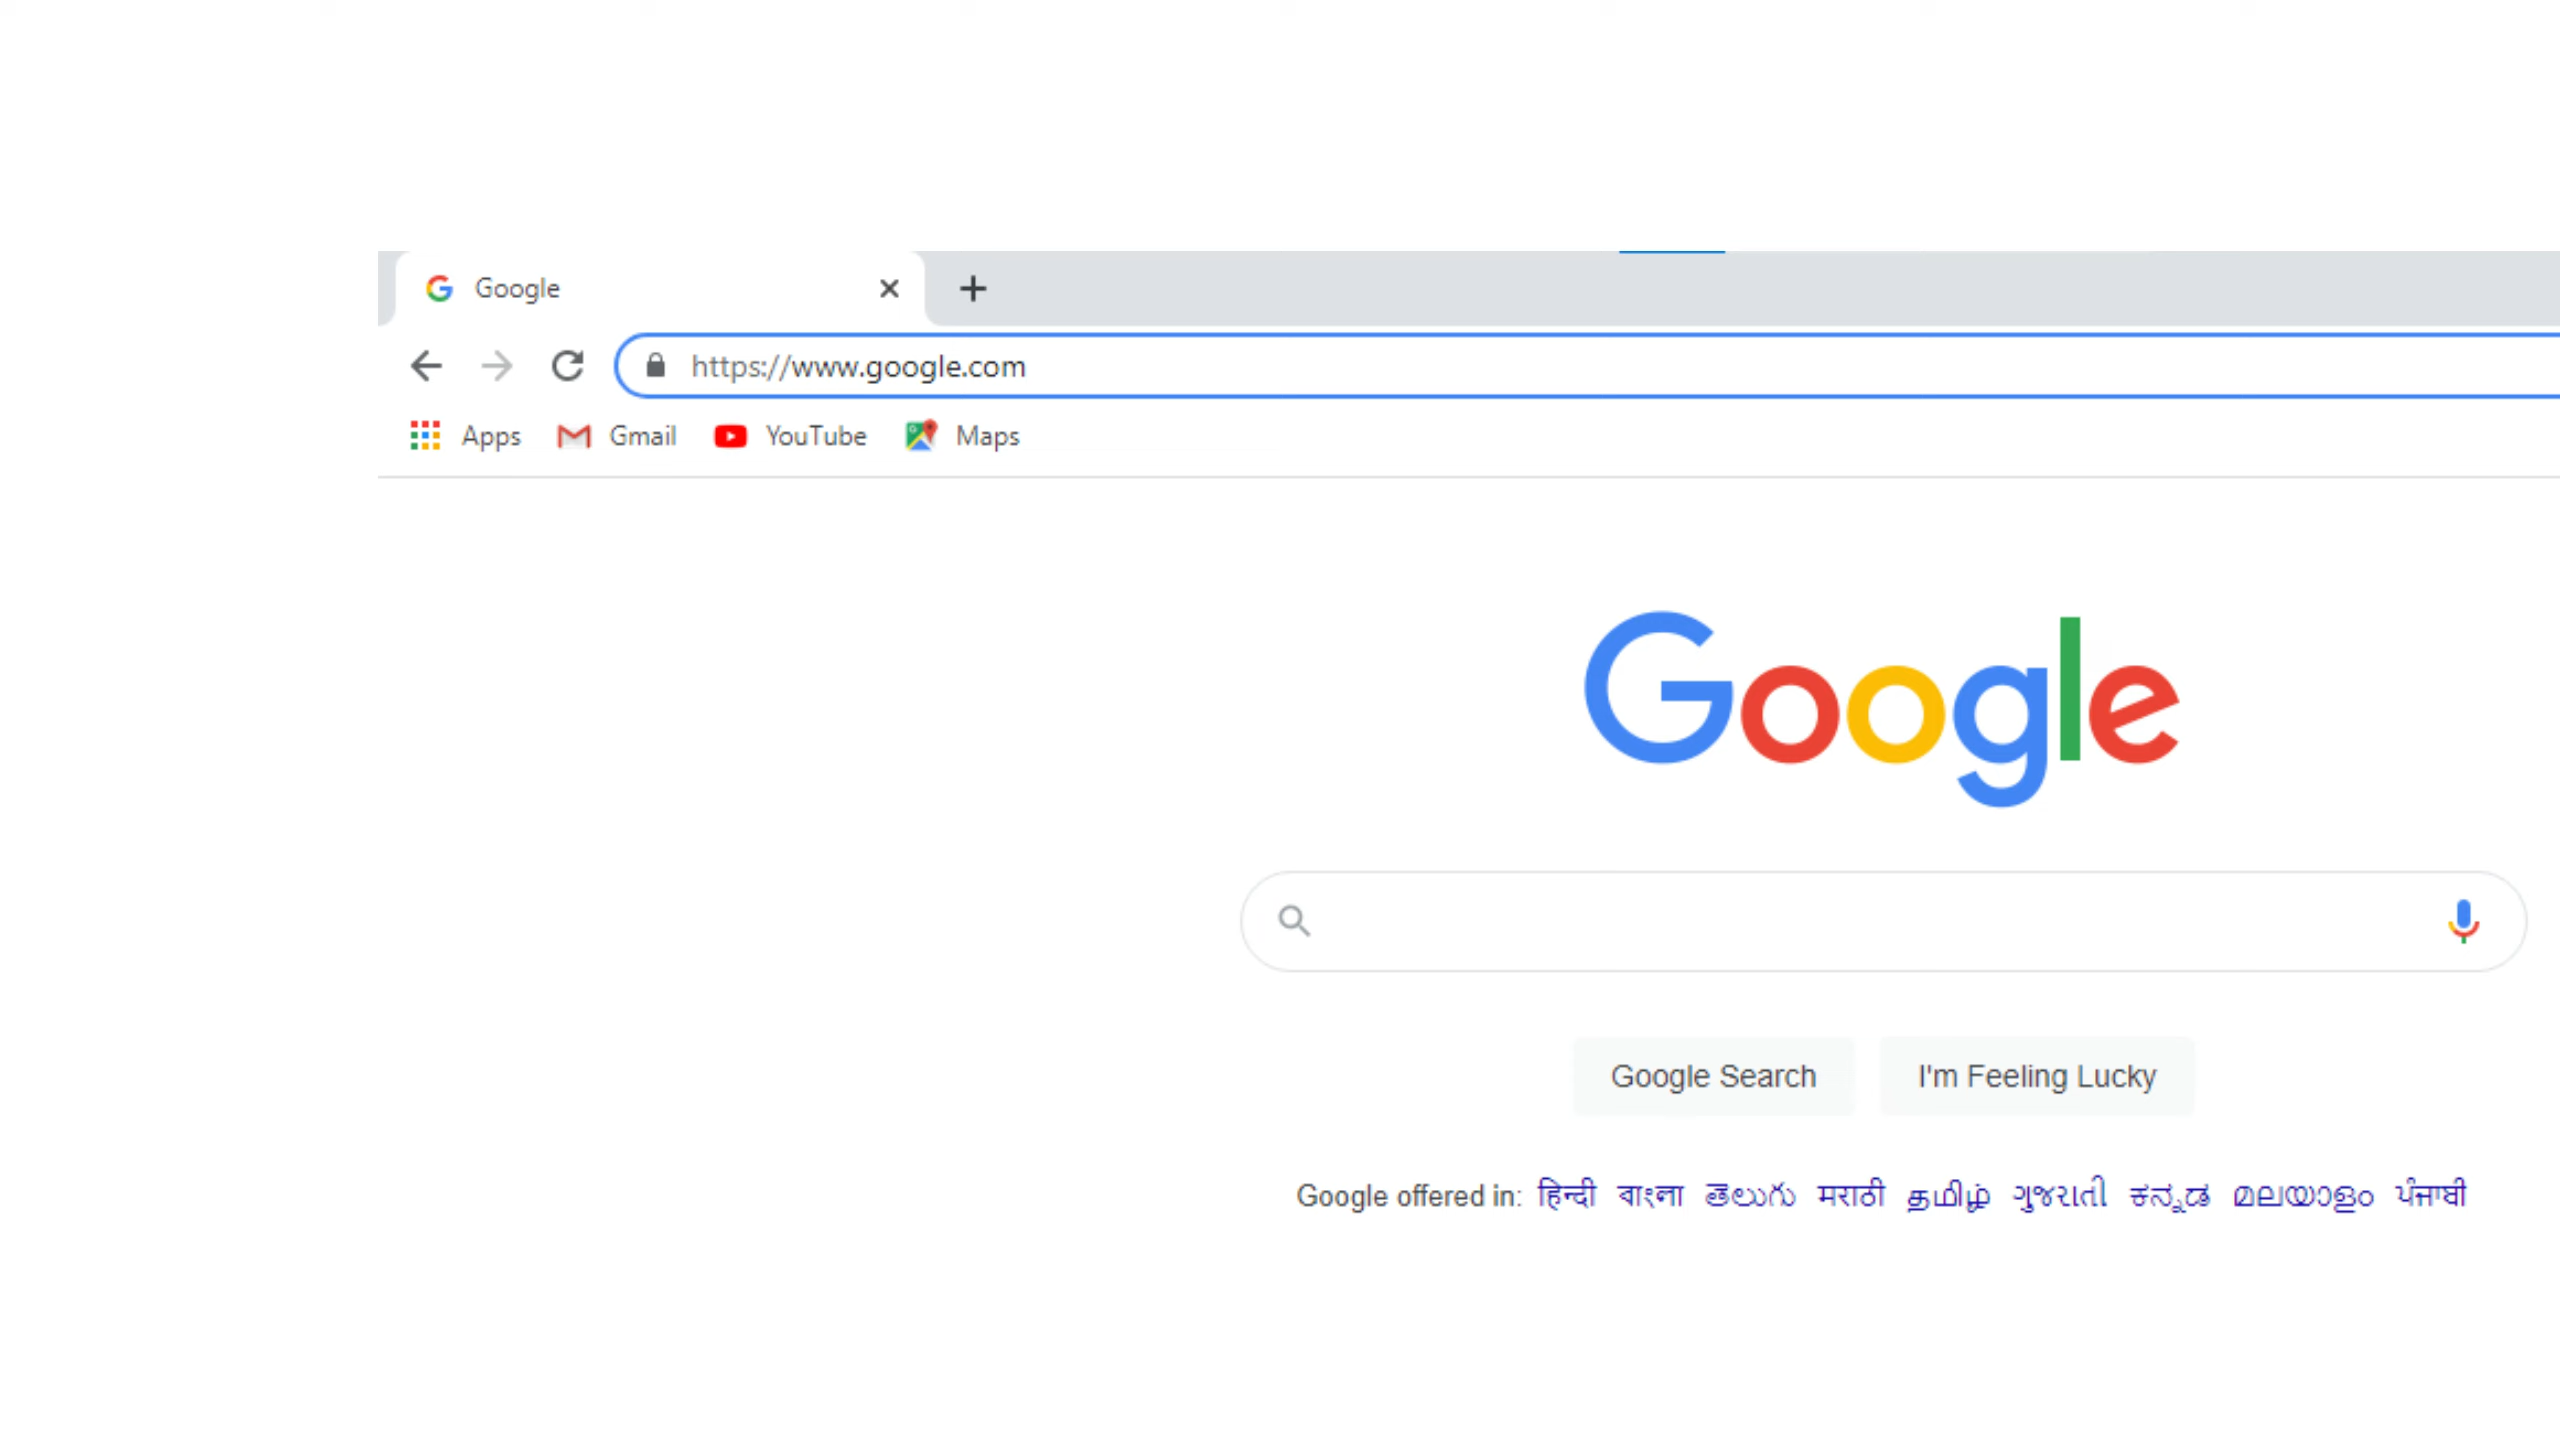 Google
https://www.google.com
Apps Gmail YouTube Maps
Google
Google Search I'm Feeling Lucky
Google offered in: हिन्दी বাংলা తెలుగు मराठी தமிழ் ગુજરાતી ಕನ್ನಡ മലയാളം ਪੰਜਾਬੀ